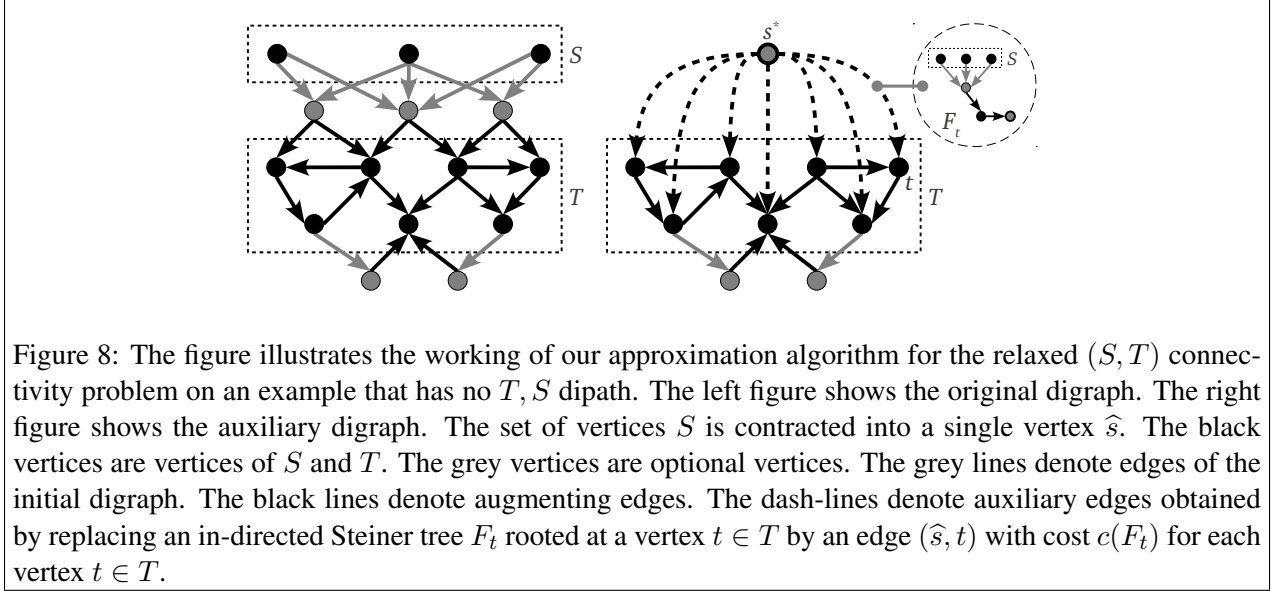 s*
S
S
F_t
t
T
T
Figure 8: The figure illustrates the working of our approximation algorithm for the relaxed (S, T) connec-
tivity problem on an example that has no T, S dipath. The left figure shows the original digraph. The right
figure shows the auxiliary digraph. The set of vertices S is contracted into a single vertex ŝ. The black
vertices are vertices of S and T. The grey vertices are optional vertices. The grey lines denote edges of the
initial digraph. The black lines denote augmenting edges. The dash-lines denote auxiliary edges obtained
by replacing an in-directed Steiner tree F_t rooted at a vertex t ∈ T by an edge (ŝ, t) with cost c(F_t) for each
vertex t ∈ T.